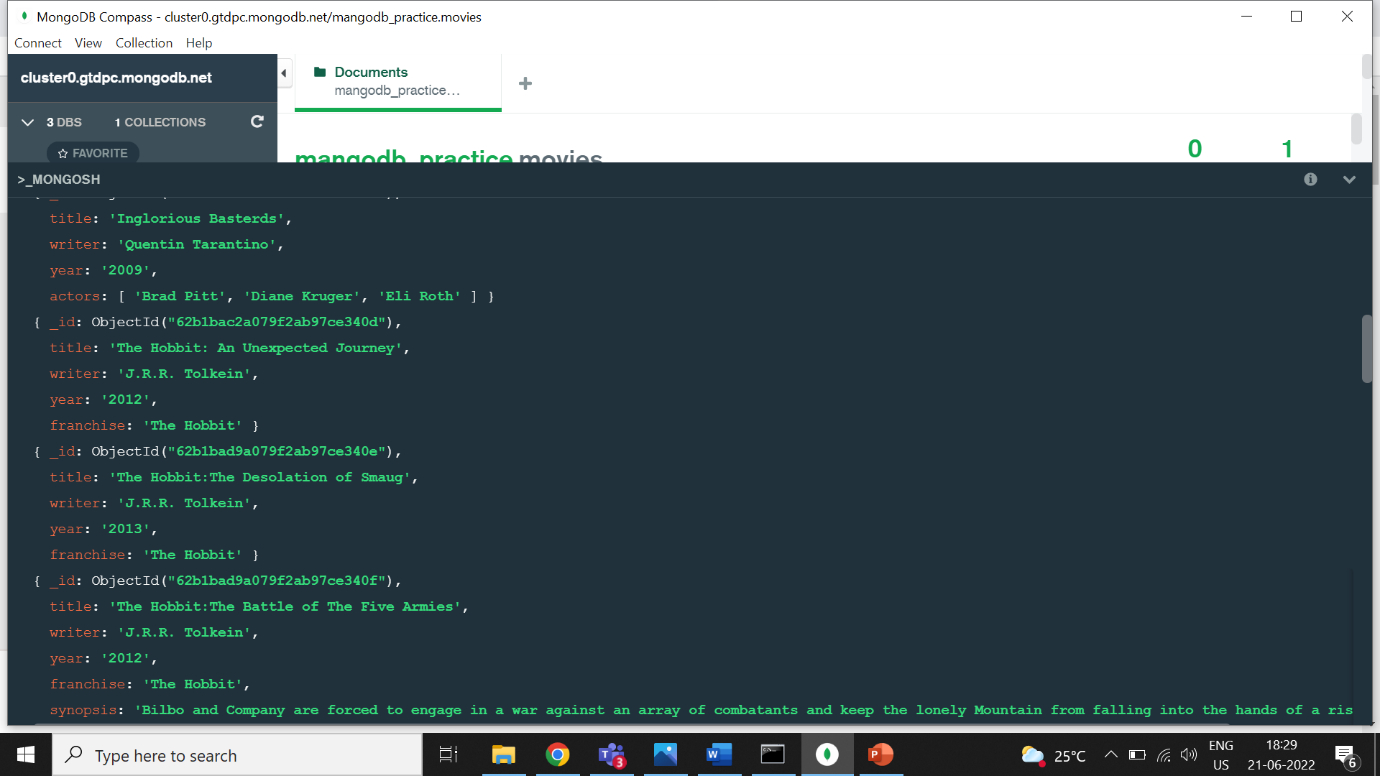 MongoDB Compass - cluster0.gtdpc.mongodb.net/mangodb_practice.movies
Connect View Collection Help
cluster0.gtdpc.mongodb.net
3 DBS 1 COLLECTIONS
FAVORITE
Documents
mangodb_practice...
mangodb_practice.movies
0 1
>_MONGOSH
title: 'Inglorious Basterds',
writer: 'Quentin Tarantino',
year: '2009',
actors: [ 'Brad Pitt', 'Diane Kruger', 'Eli Roth' ] }
{ _id: ObjectId("62b1bac2a079f2ab97ce340d"),
title: 'The Hobbit: An Unexpected Journey',
writer: 'J.R.R. Tolkein',
year: '2012',
franchise: 'The Hobbit' }
{ _id: ObjectId("62b1bad9a079f2ab97ce340e"),
title: 'The Hobbit:The Desolation of Smaug',
writer: 'J.R.R. Tolkein',
year: '2013',
franchise: 'The Hobbit' }
{ _id: ObjectId("62b1bad9a079f2ab97ce340f"),
title: 'The Hobbit:The Battle of The Five Armies',
writer: 'J.R.R. Tolkein',
year: '2012',
franchise: 'The Hobbit',
synopsis: 'Bilbo and Company are forced to engage in a war against an array of combatants and keep the lonely Mountain from falling into the hands of a ris
Type here to search
3
25°C
ENG
US
18:29
21-06-2022
6